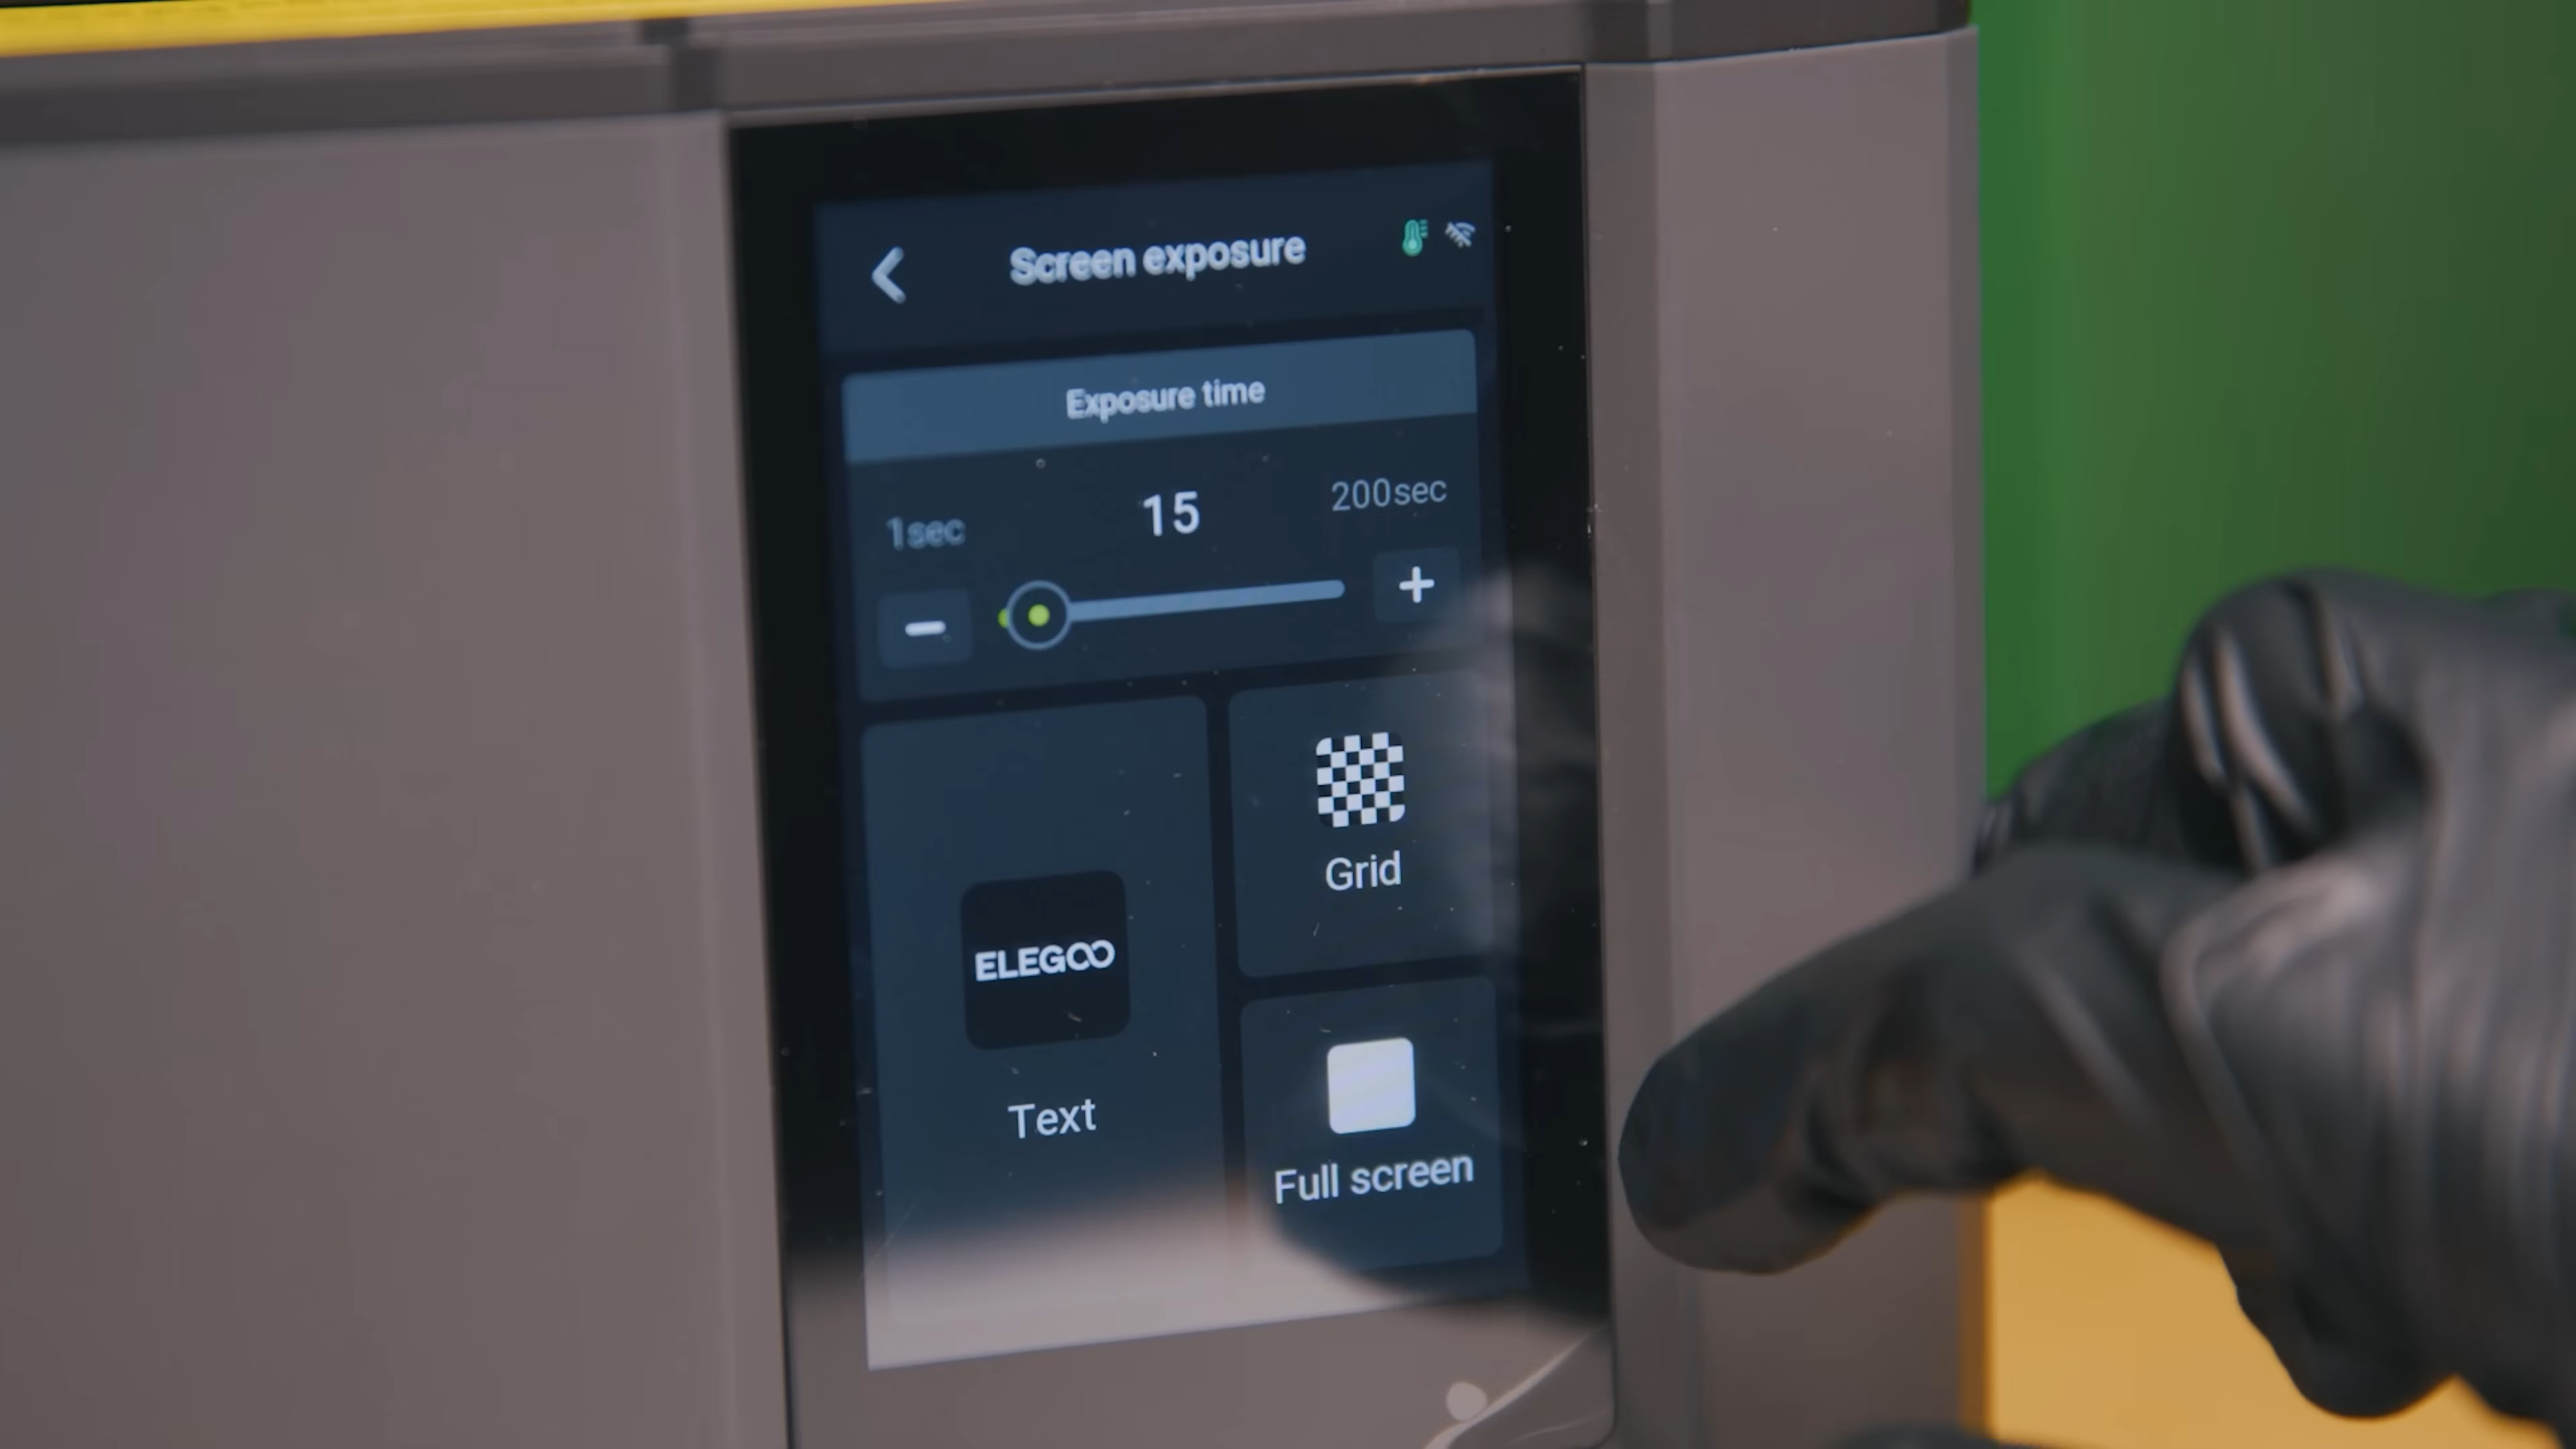 Screen exposure
Exposure time
1sec
15
200sec
Grid
ELEGOO
Text
Full screen